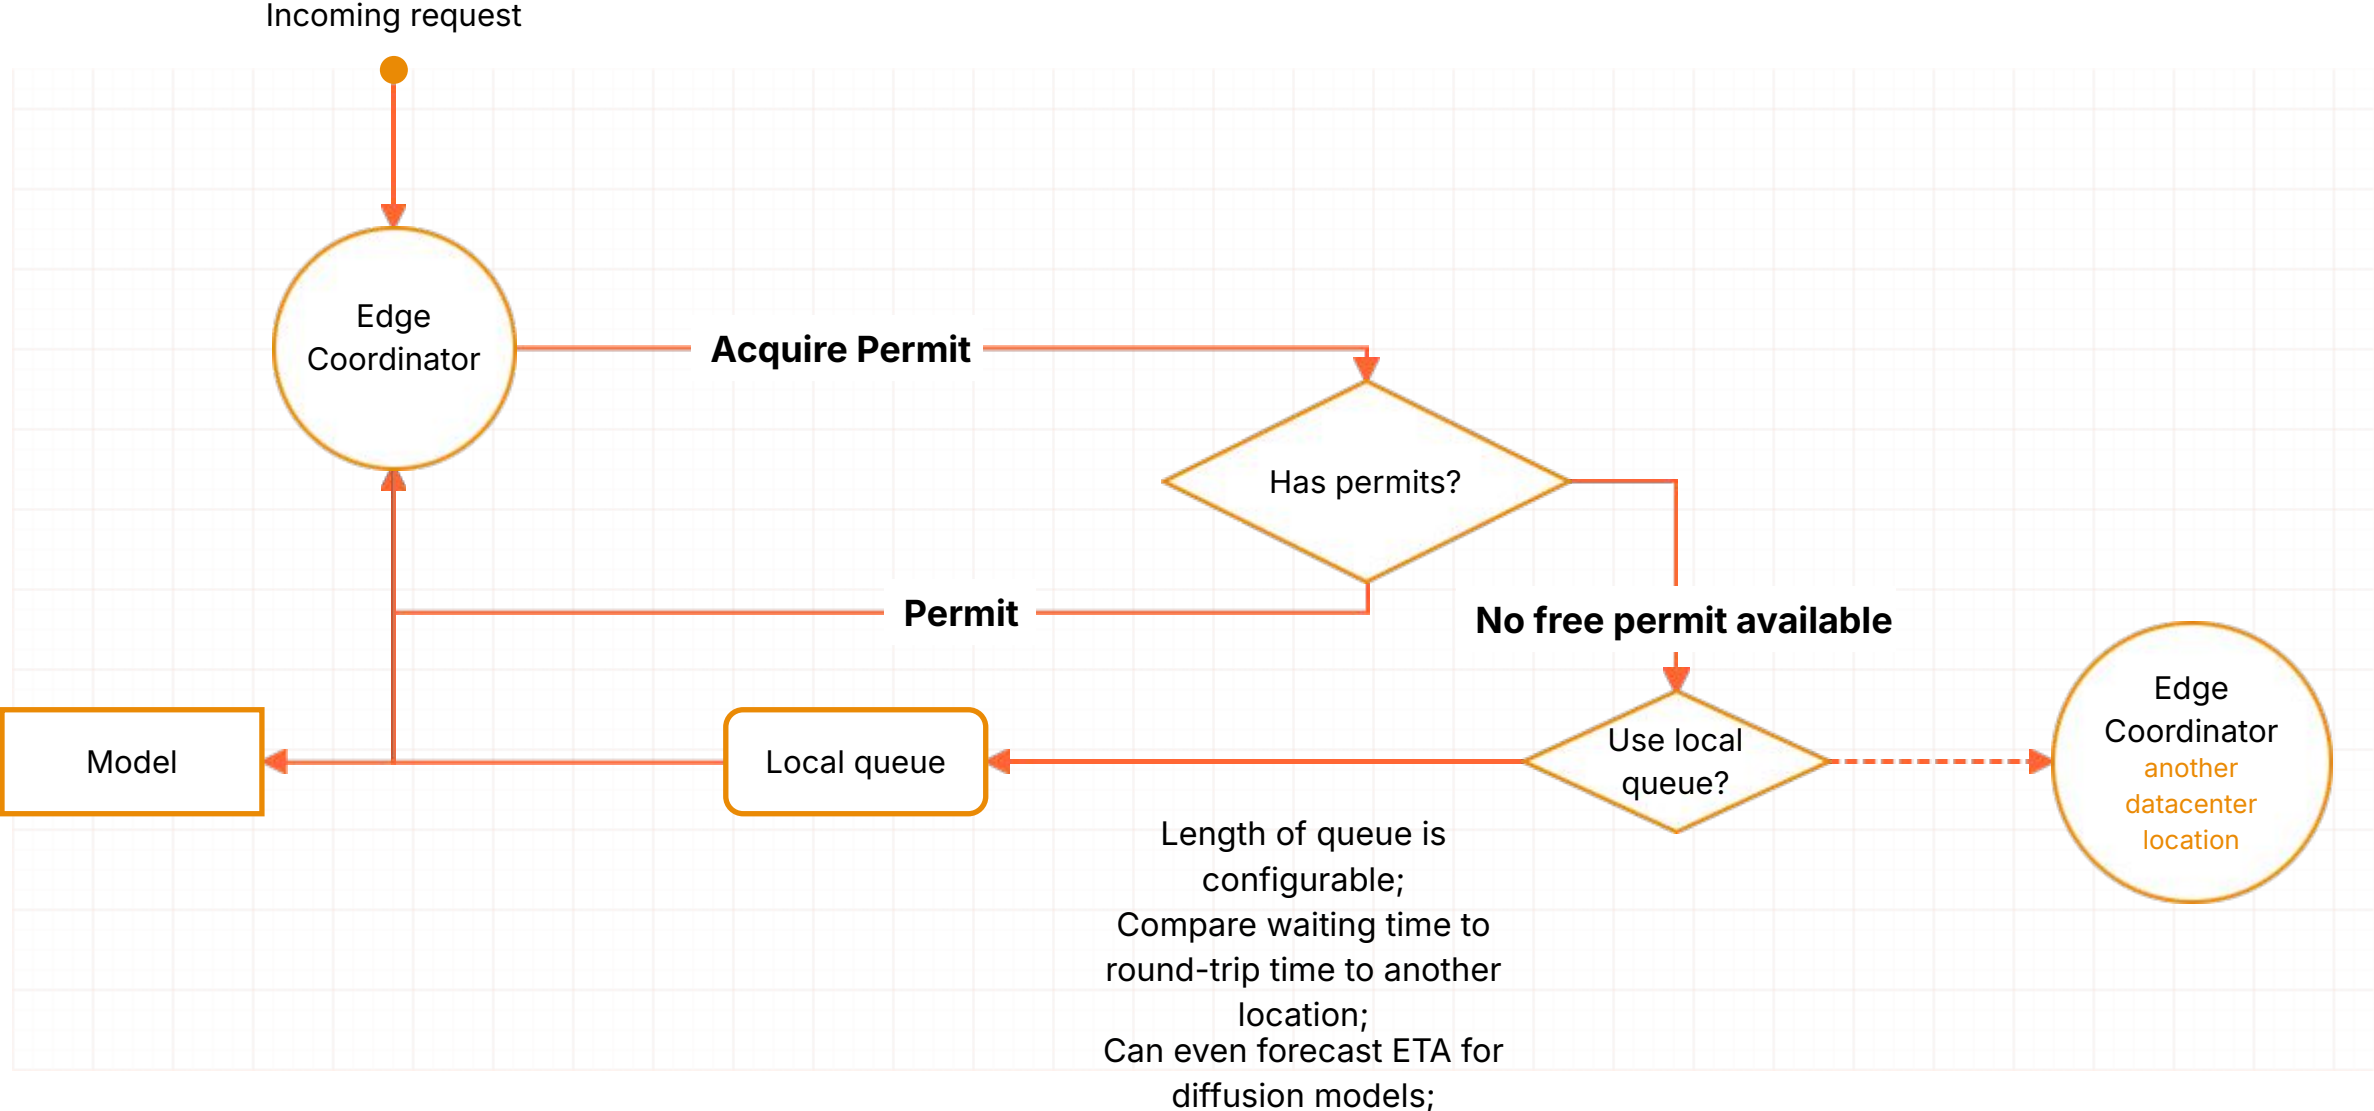 Incoming request
Edge
Coordinator
Acquire Permit
Has permits?
Permit
No free permit available
Model
Local queue
Use local
queue?
Edge
Coordinator
another
datacenter
location
Length of queue is
configurable;
Compare waiting time to
round-trip time to another
location;
Can even forecast ETA for
diffusion models;